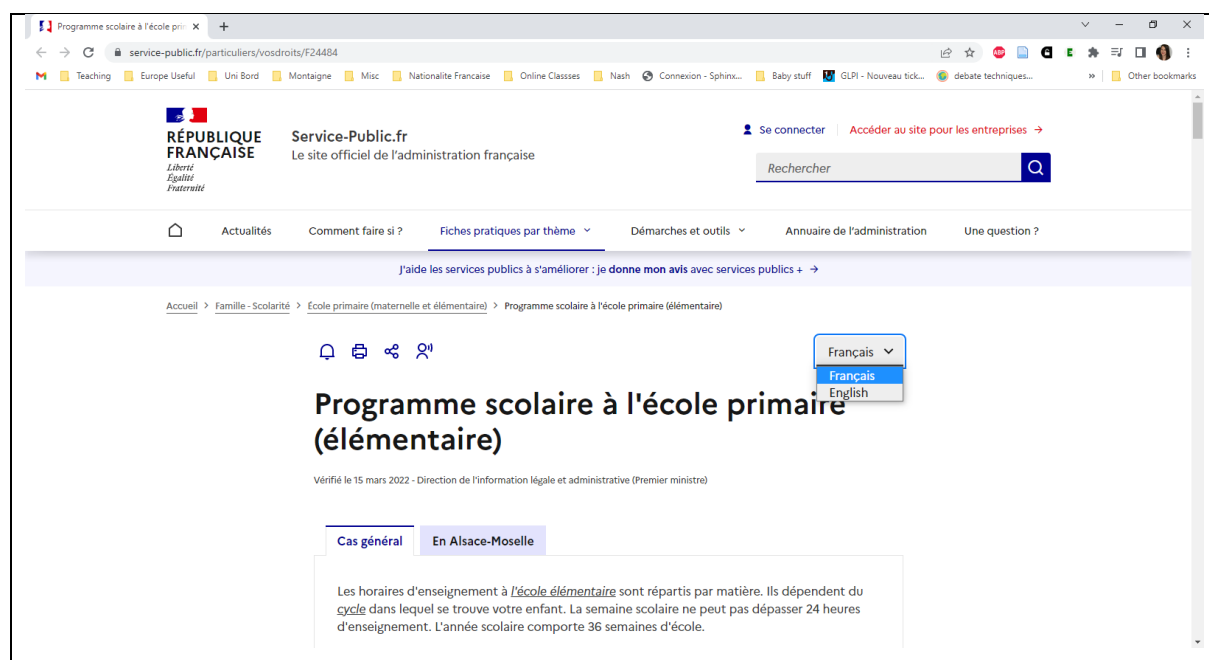 Programme scolaire à l'école prim
service-public.fr/particuliers/vosdroits/F24484
ABP
Teaching Europe Useful Uni Bord Montaigne Misc Nationalite Francaise Online Classses Nash Connexion - Sphinx... Baby stuff GLPI - Nouveau tick... debate techniques... » Other bookmarks
RÉPUBLIQUE
FRANÇAISE
Liberté
Égalité
Fraternité
Service-Public.fr
Le site officiel de l'administration française
Se connecter Accéder au site pour les entreprises →
Rechercher
Actualités Comment faire si ? Fiches pratiques par thème Démarches et outils Annuaire de l'administration Une question ?
J'aide les services publics à s'améliorer : je donne mon avis avec services publics + →
Accueil > Famille - Scolarité > École primaire (maternelle et élémentaire) > Programme scolaire à l'école primaire (élémentaire)
Français
Français
English
Programme scolaire à l'école primaire
(élémentaire)
Vérifié le 15 mars 2022 - Direction de l'information légale et administrative (Premier ministre)
Cas général En Alsace-Moselle
Les horaires d'enseignement à l'école élémentaire sont répartis par matière. Ils dépendent du
cycle dans lequel se trouve votre enfant. La semaine scolaire ne peut pas dépasser 24 heures
d'enseignement. L'année scolaire comporte 36 semaines d'école.